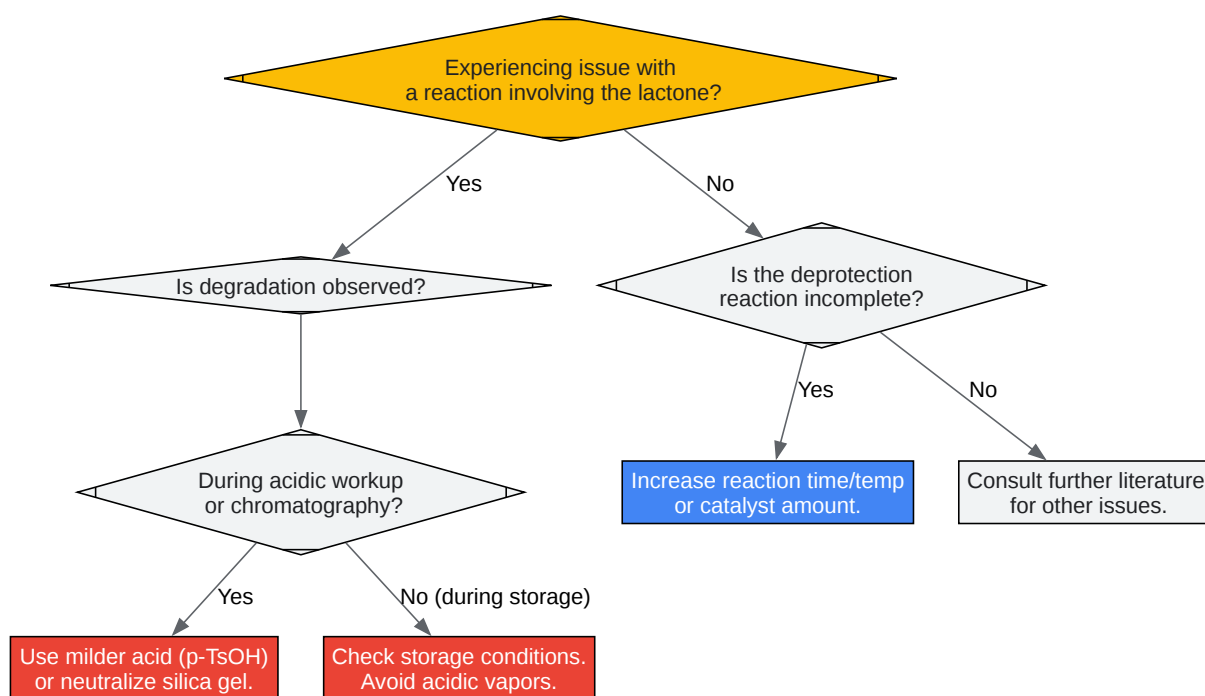 Experiencing issue with
a reaction involving the lactone?
Yes
No
Is degradation observed?
Is the deprotection
reaction incomplete?
Yes
No
During acidic workup
or chromatography?
Increase reaction time/temp
or catalyst amount.
Consult further literature
for other issues.
Yes
No (during storage)
Use milder acid (p-TsOH)
or neutralize silica gel.
Check storage conditions.
Avoid acidic vapors.